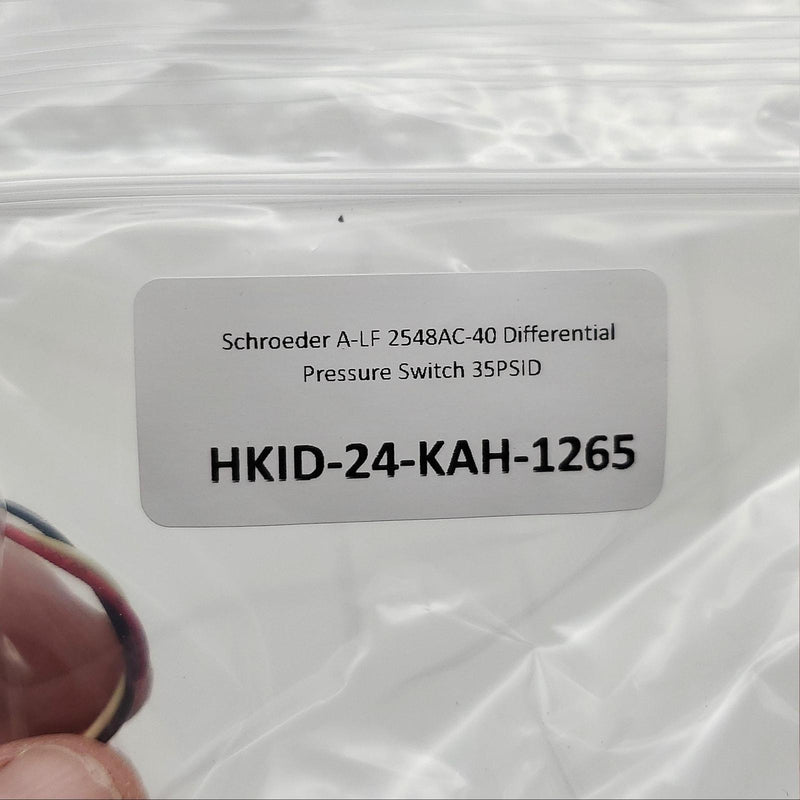 Schroeder A-LF 2548AC-40 Differential
Pressure Switch 35PSID
HKID-24-KAH-1265